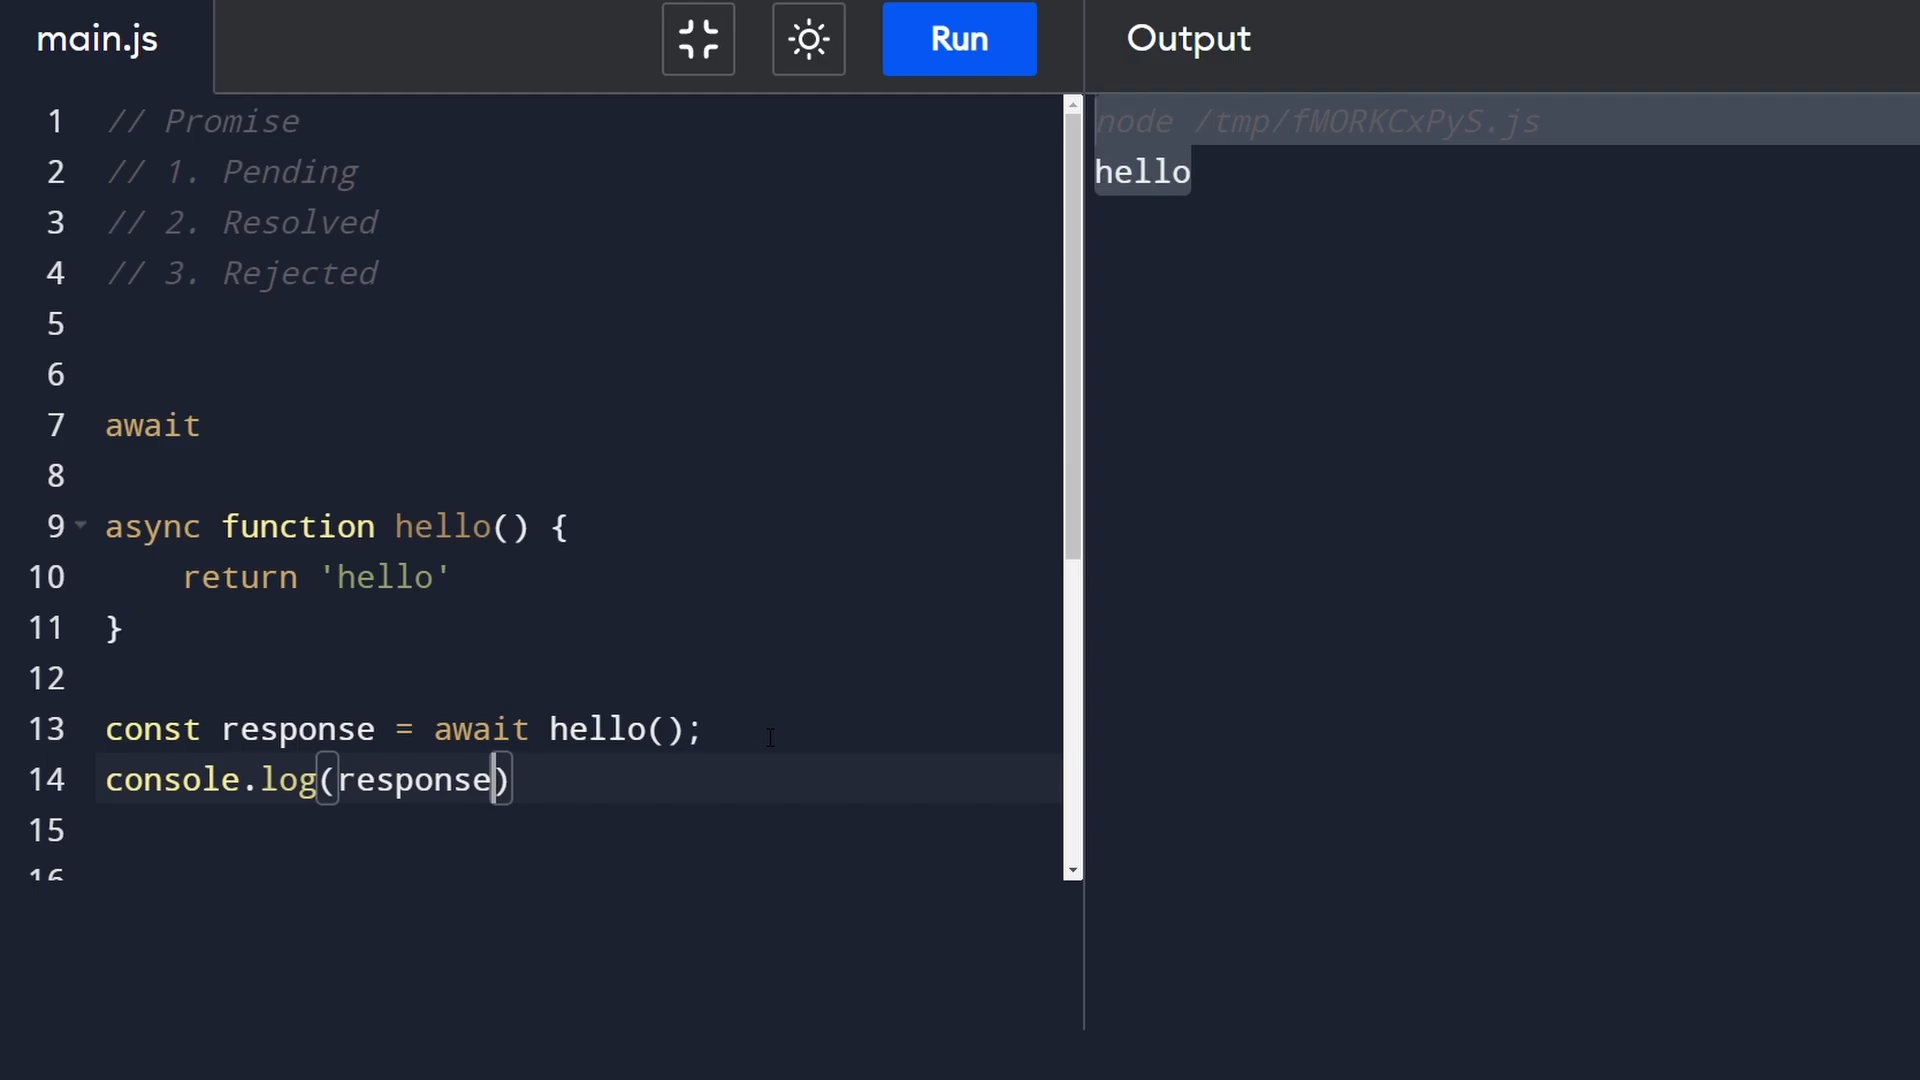 main.js
Run
Output
1 // Promise
2 // 1. Pending
3 // 2. Resolved
4 // 3. Rejected
5
6
7 await
8
9 async function hello() {
10     return 'hello'
11 }
12
13 const response = await hello();
14 console.log(response)
15
16
node /tmp/fMORKCxPyS.js
hello